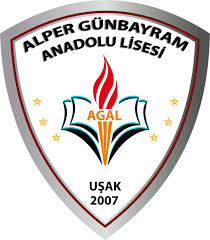 ALPER GÜNBAYRAM
ANADOLU LİSESİ
AGAL
UŞAK
2007